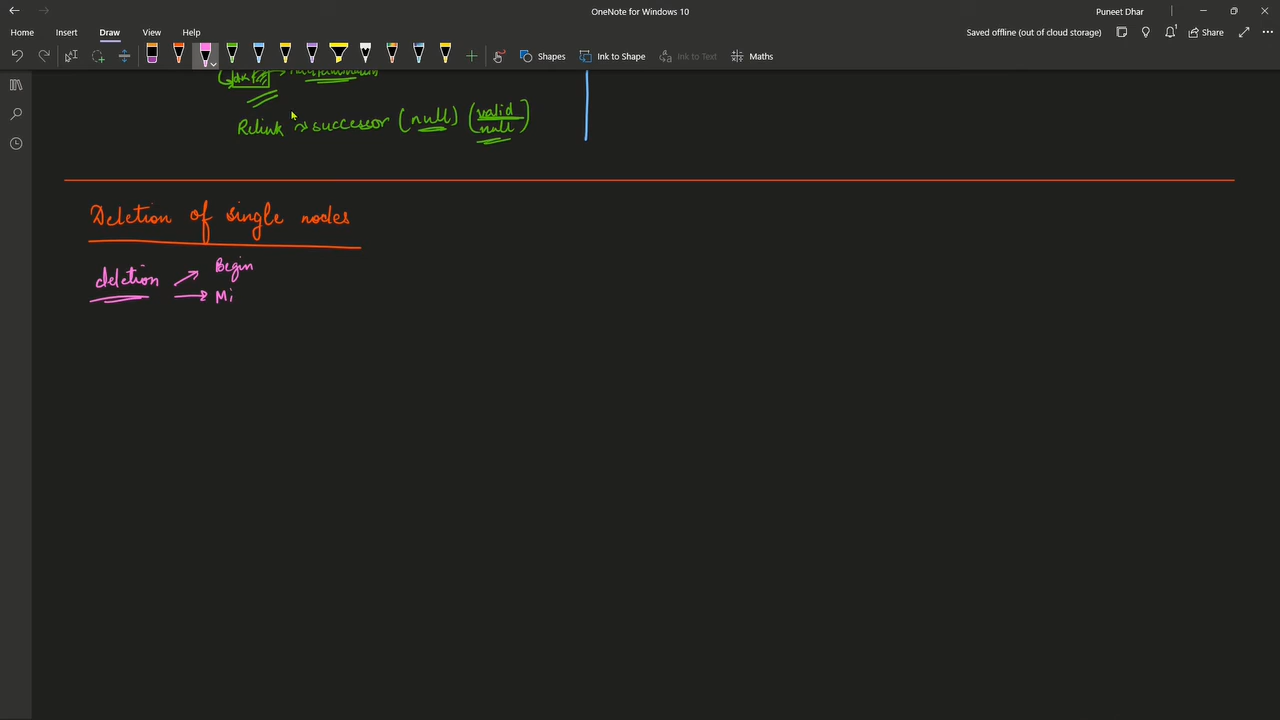 OneNote for Windows 10
Puneet Dhar
Home Insert Draw View Help
Saved offline (out of cloud storage) Share
Shapes Ink to Shape Ink to Text Maths
Relink successor (null) (valid
null)
Deletion of single nodes
deletion Begin
Mi